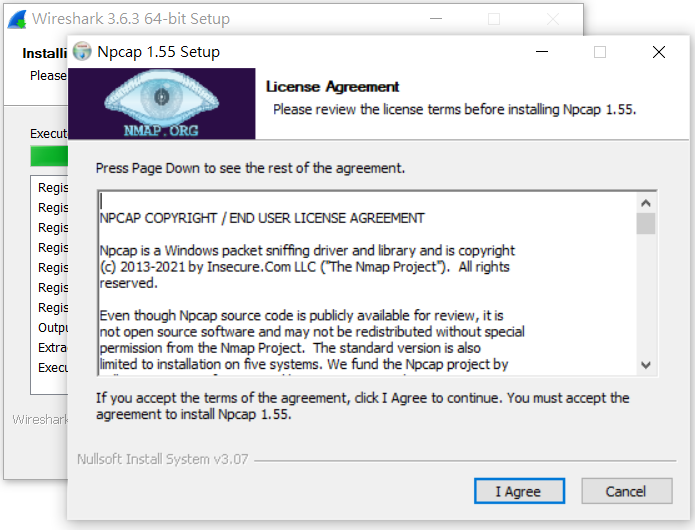 Wireshark 3.6.3 64-bit Setup
Npcap 1.55 Setup
NMAP.ORG
License Agreement
Please review the license terms before installing Npcap 1.55.
Press Page Down to see the rest of the agreement.
NPCAP COPYRIGHT / END USER LICENSE AGREEMENT
Npcap is a Windows packet sniffing driver and library and is copyright
(c) 2013-2021 by Insecure.Com LLC ("The Nmap Project").  All rights
reserved.
Even though Npcap source code is publicly available for review, it is
not open source software and may not be redistributed without special
permission from the Nmap Project.  The standard version is also
limited to installation on five systems. We fund the Npcap project by
If you accept the terms of the agreement, click I Agree to continue. You must accept the
agreement to install Npcap 1.55.
Nullsoft Install System v3.07
I Agree
Cancel
Installi
Please
Execut
Regis
Regis
Regis
Regis
Regis
Regis
Regis
Outpu
Extra
Execu
Wireshark